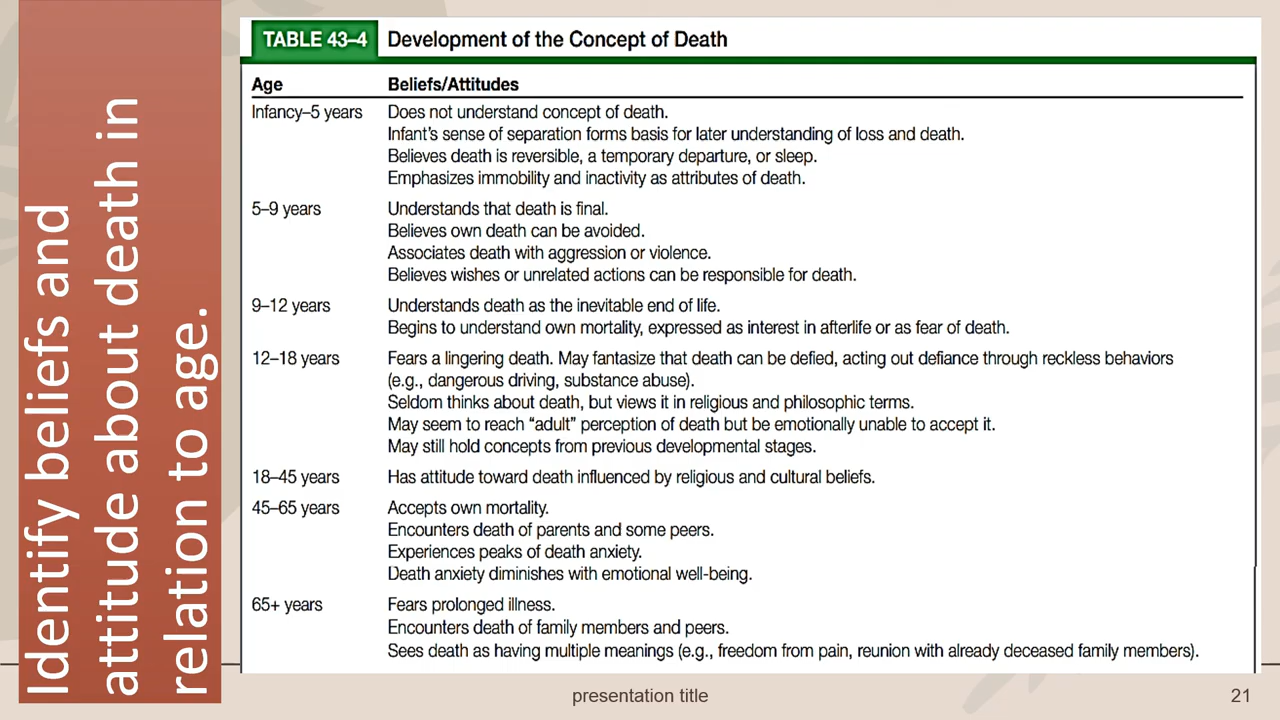 Identify beliefs and
attitude about death in
relation to age.
TABLE 43–4 Development of the Concept of Death
Age Beliefs/Attitudes
Infancy–5 years Does not understand concept of death.
Infant's sense of separation forms basis for later understanding of loss and death.
Believes death is reversible, a temporary departure, or sleep.
Emphasizes immobility and inactivity as attributes of death.
5–9 years Understands that death is final.
Believes own death can be avoided.
Associates death with aggression or violence.
Believes wishes or unrelated actions can be responsible for death.
9–12 years Understands death as the inevitable end of life.
Begins to understand own mortality, expressed as interest in afterlife or as fear of death.
12–18 years Fears a lingering death. May fantasize that death can be defied, acting out defiance through reckless behaviors
(e.g., dangerous driving, substance abuse).
Seldom thinks about death, but views it in religious and philosophic terms.
May seem to reach “adult” perception of death but be emotionally unable to accept it.
May still hold concepts from previous developmental stages.
18–45 years Has attitude toward death influenced by religious and cultural beliefs.
45–65 years Accepts own mortality.
Encounters death of parents and some peers.
Experiences peaks of death anxiety.
Death anxiety diminishes with emotional well-being.
65+ years Fears prolonged illness.
Encounters death of family members and peers.
Sees death as having multiple meanings (e.g., freedom from pain, reunion with already deceased family members).
presentation title 21